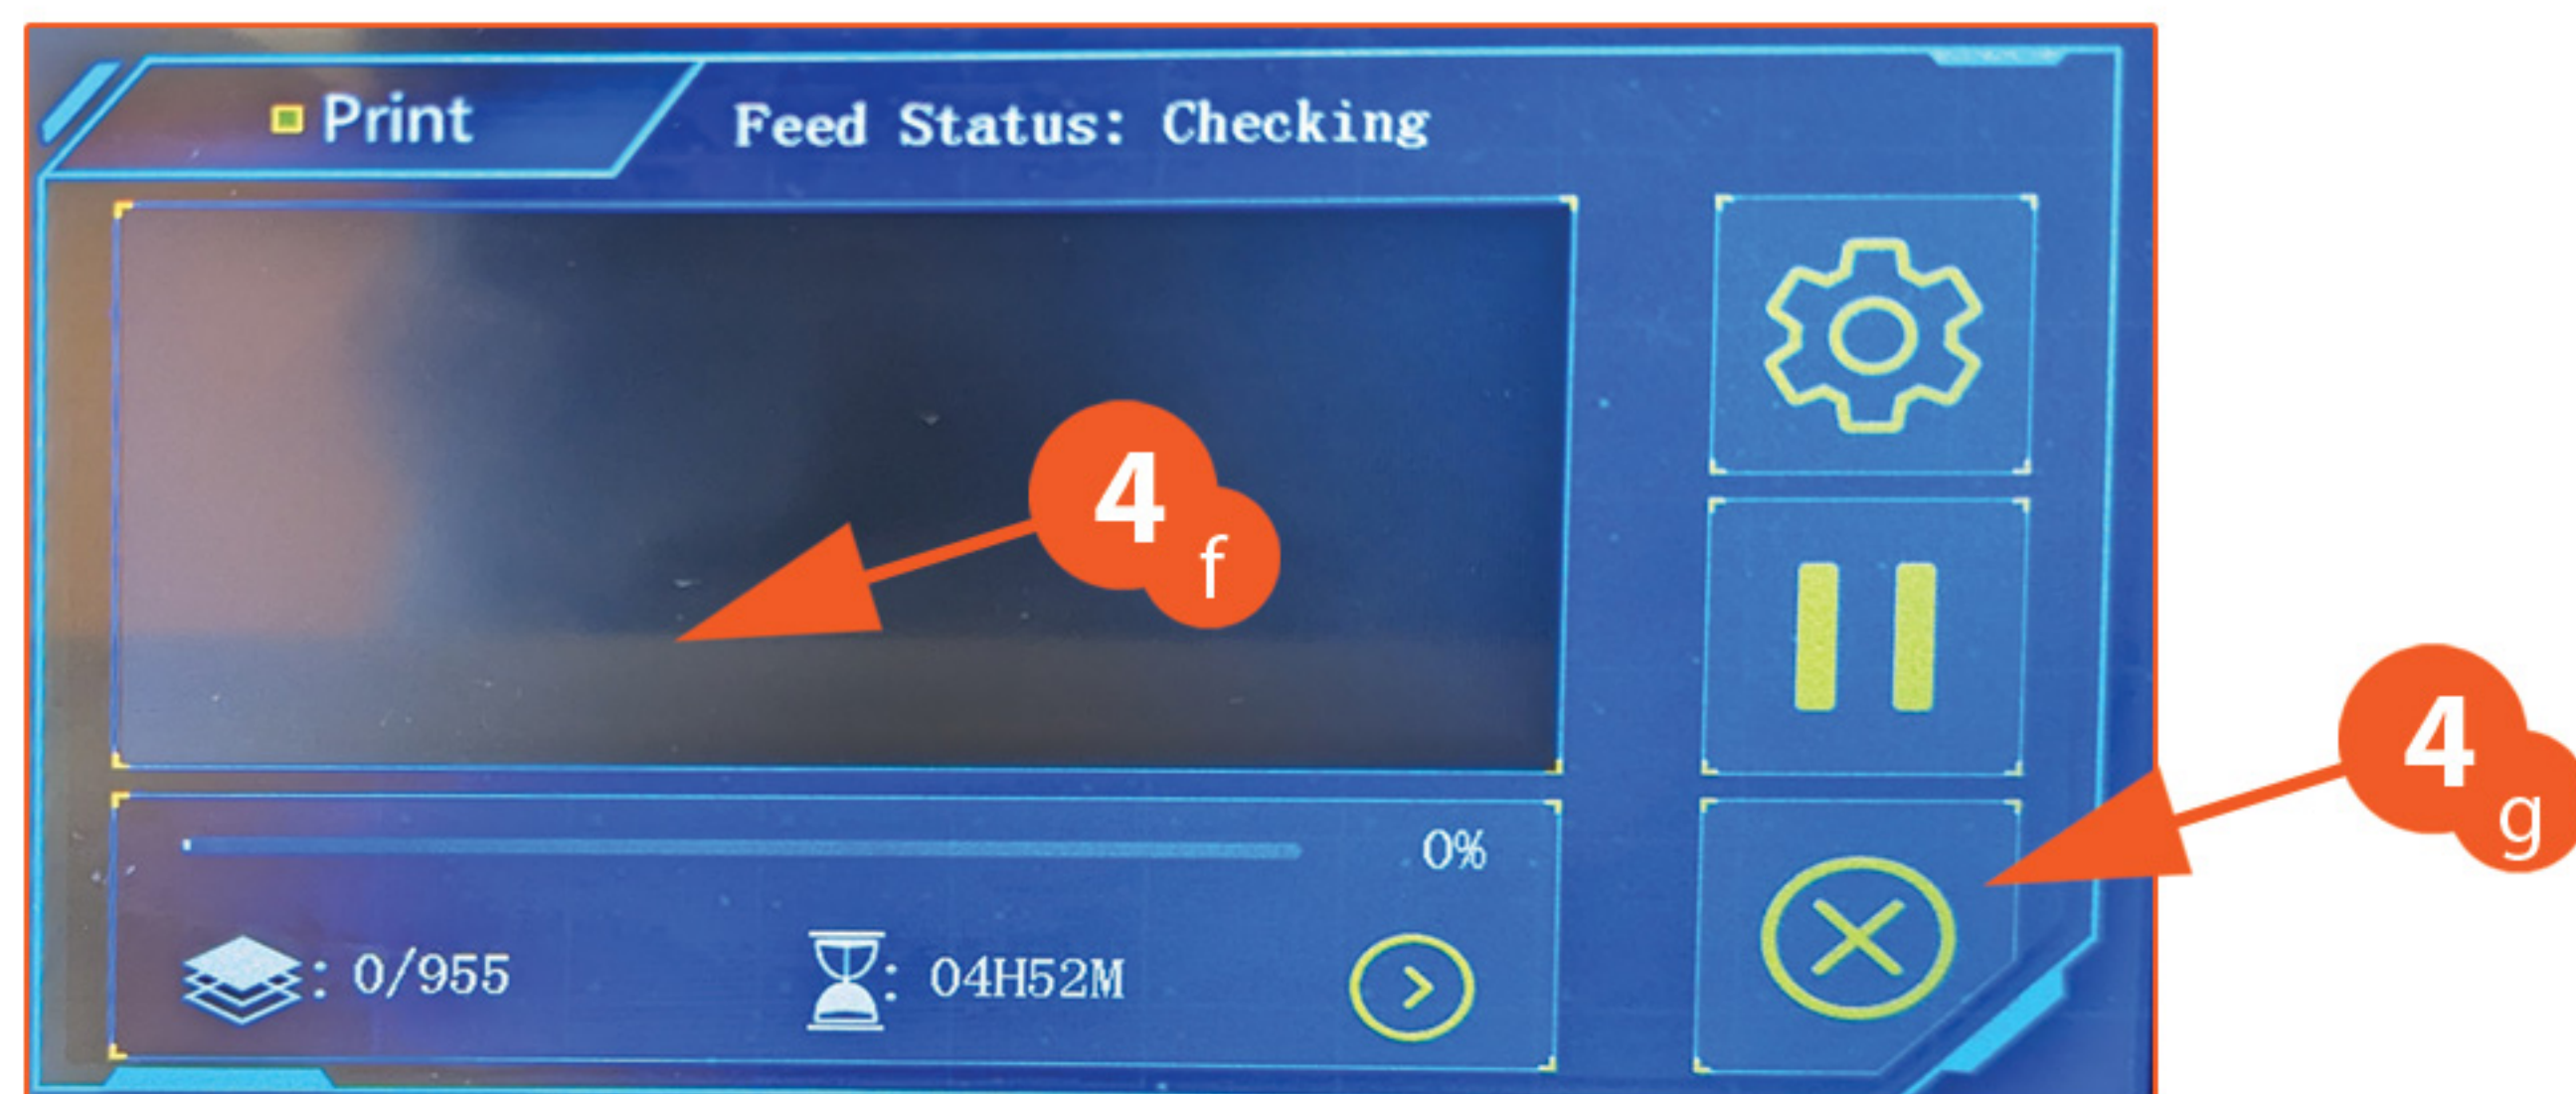 Print
Feed Status: Checking
4
f
4
g
0%
: 0/955
: 04H52M